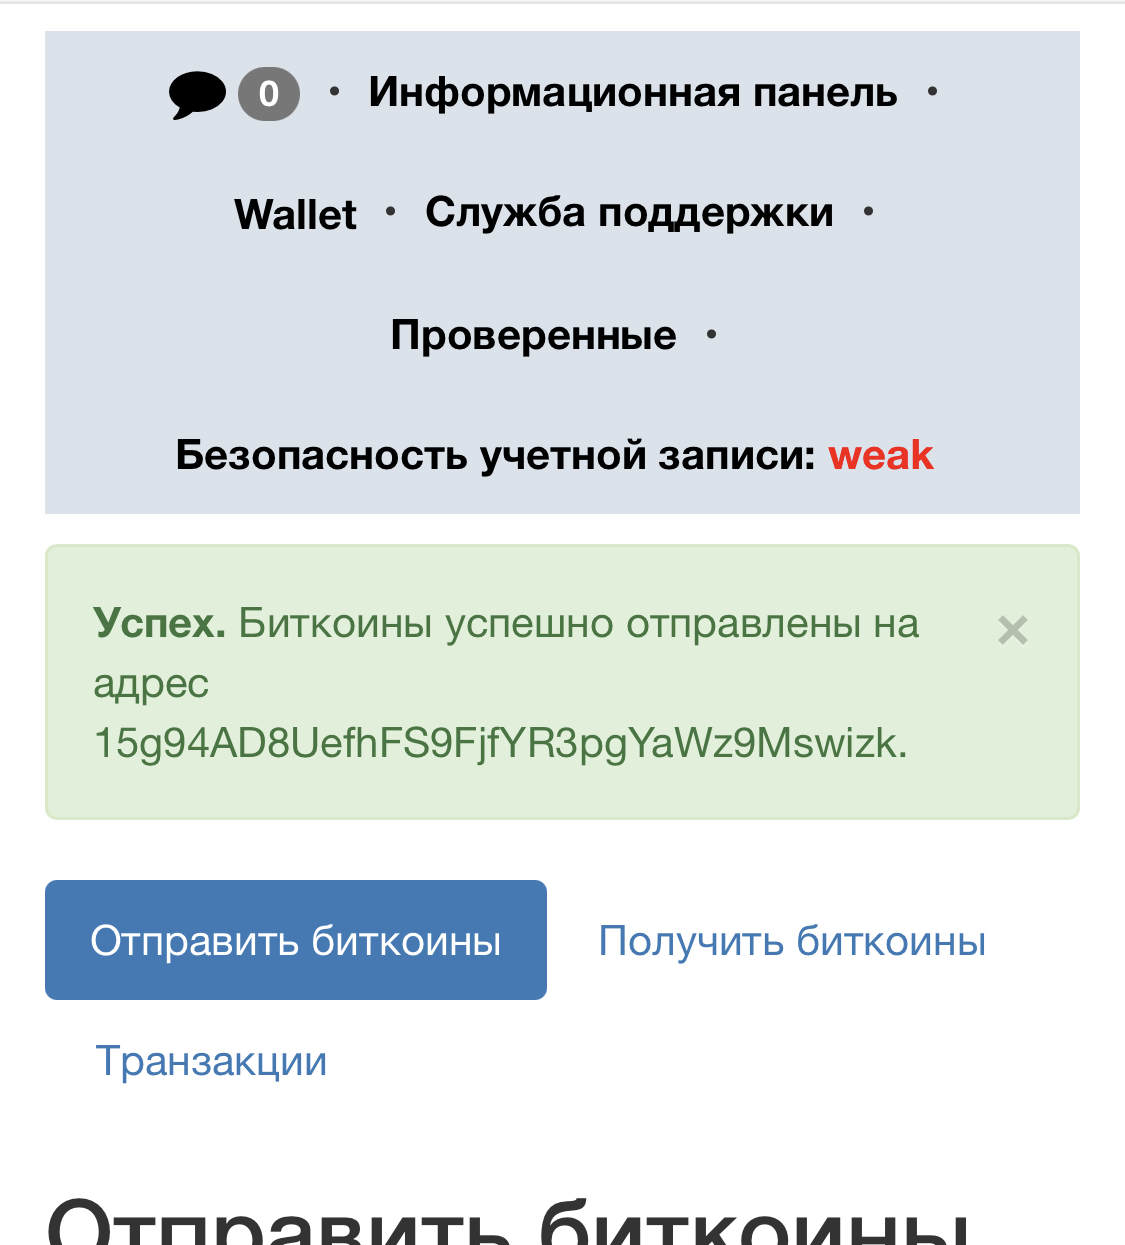 0 · Информационная панель ·
Wallet · Служба поддержки ·
Проверенные ·
Безопасность учетной записи: weak
Успех. Биткоины успешно отправлены на ×
адрес
15g94AD8UefhFS9FjfYR3pgYaWz9Mswizk.
Отправить биткоины Получить биткоины
Транзакции
Отправить биткоины